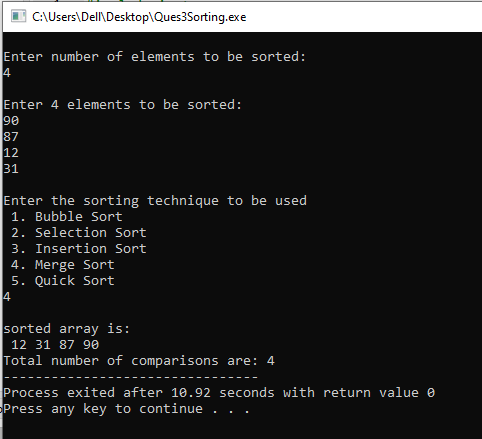 C:\Users\Dell\Desktop\Ques3Sorting.exe
Enter number of elements to be sorted:
4
Enter 4 elements to be sorted:
90
87
12
31
Enter the sorting technique to be used
1. Bubble Sort
2. Selection Sort
3. Insertion Sort
4. Merge Sort
5. Quick Sort
4
sorted array is:
12 31 87 90
Total number of comparisons are: 4
--------------------------------
Process exited after 10.92 seconds with return value 0
Press any key to continue . . .